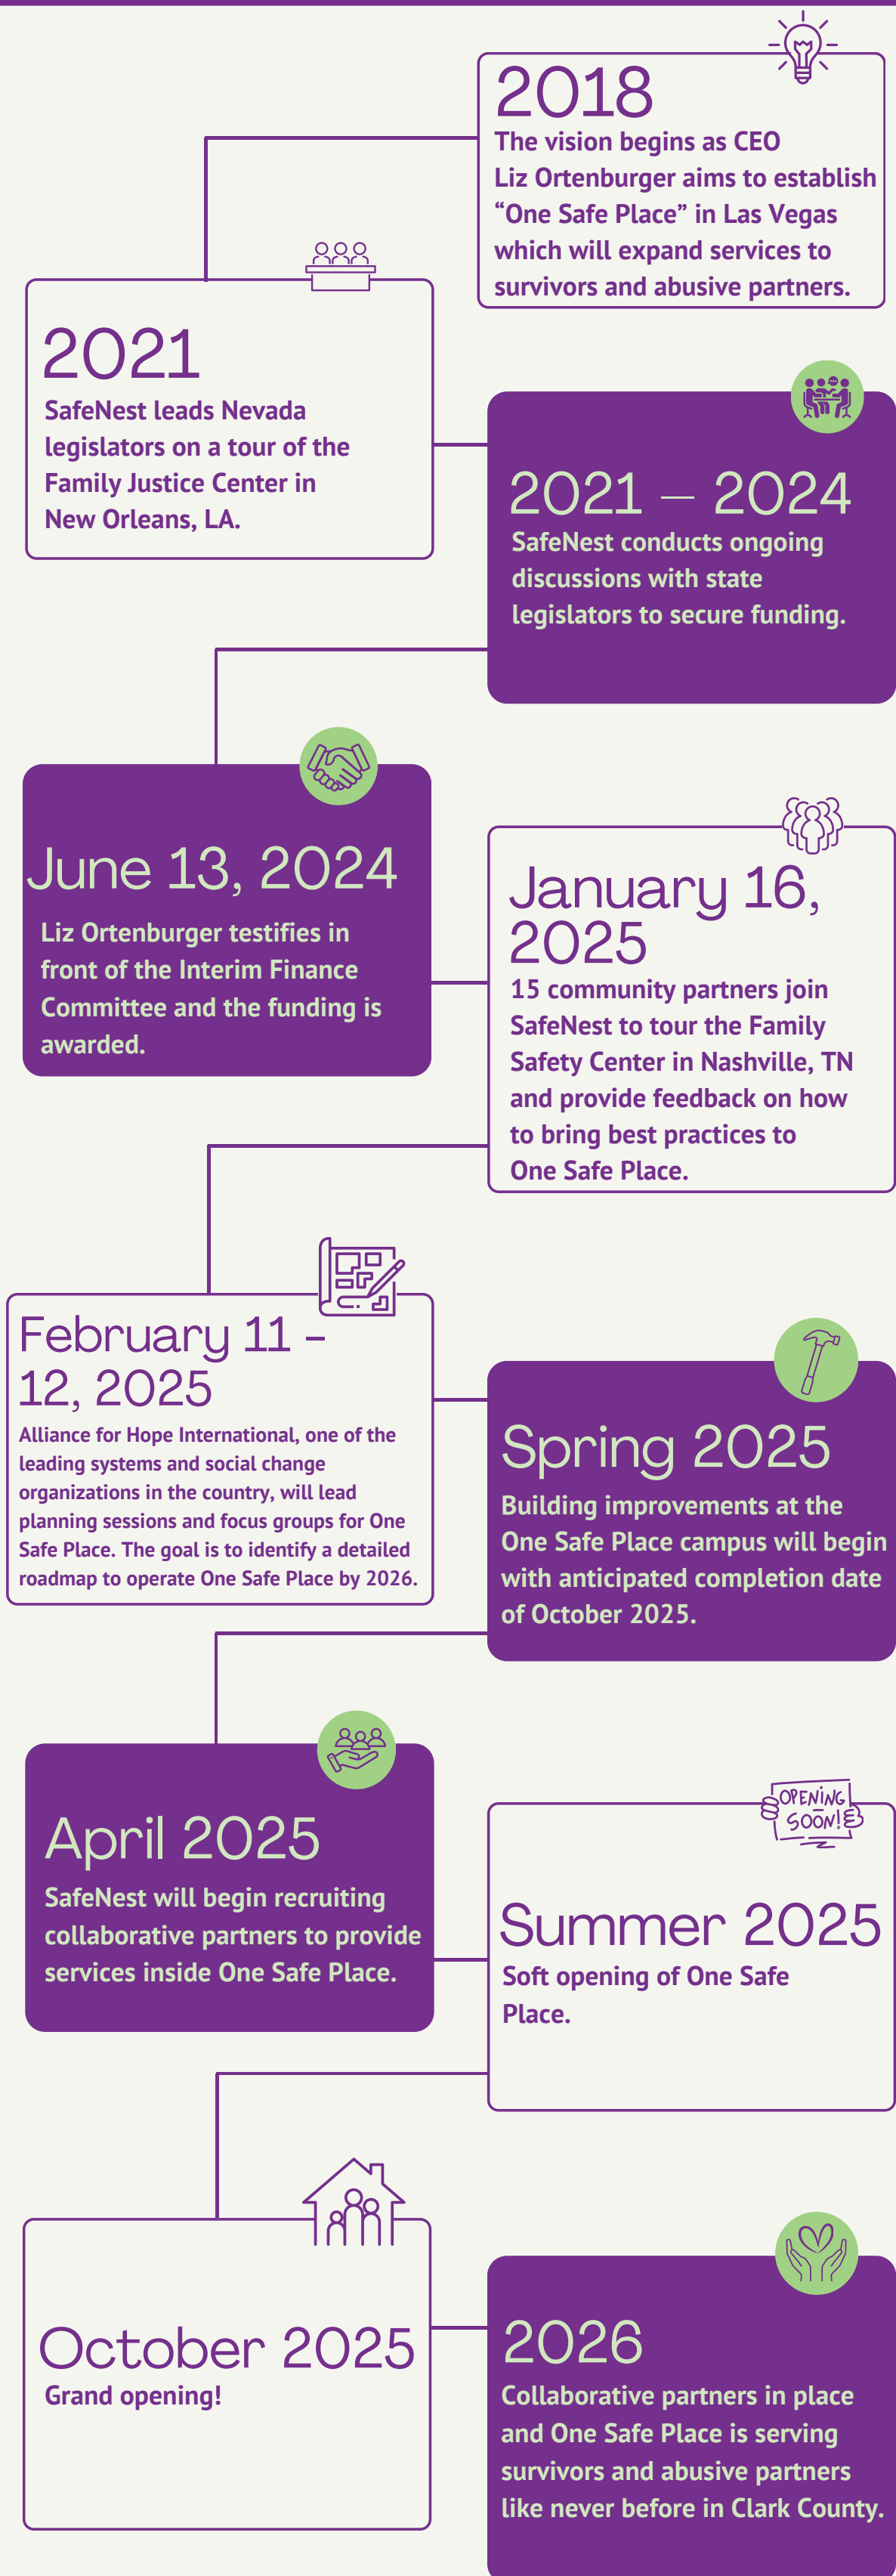 2018
The vision begins as CEO
Liz Ortenburger aims to establish
“One Safe Place” in Las Vegas
which will expand services to
survivors and abusive partners.
2021
SafeNest leads Nevada
legislators on a tour of the
Family Justice Center in
New Orleans, LA.
2021 — 2024
SafeNest conducts ongoing
discussions with state
legislators to secure funding.
June 13, 2024
Liz Ortenburger testifies in
front of the Interim Finance
Committee and the funding is
awarded.
January 16,
2025
15 community partners join
SafeNest to tour the Family
Safety Center in Nashville, TN
and provide feedback on how
to bring best practices to
One Safe Place.
February 11 -
12, 2025
Alliance for Hope International, one of the
leading systems and social change
organizations in the country, will lead
planning sessions and focus groups for One
Safe Place. The goal is to identify a detailed
roadmap to operate One Safe Place by 2026.
Spring 2025
Building improvements at the
One Safe Place campus will begin
with anticipated completion date
of October 2025.
April 2025
SafeNest will begin recruiting
collaborative partners to provide
services inside One Safe Place.
OPENING
SOON!
Summer 2025
Soft opening of One Safe
Place.
October 2025
Grand opening!
2026
Collaborative partners in place
and One Safe Place is serving
survivors and abusive partners
like never before in Clark County.